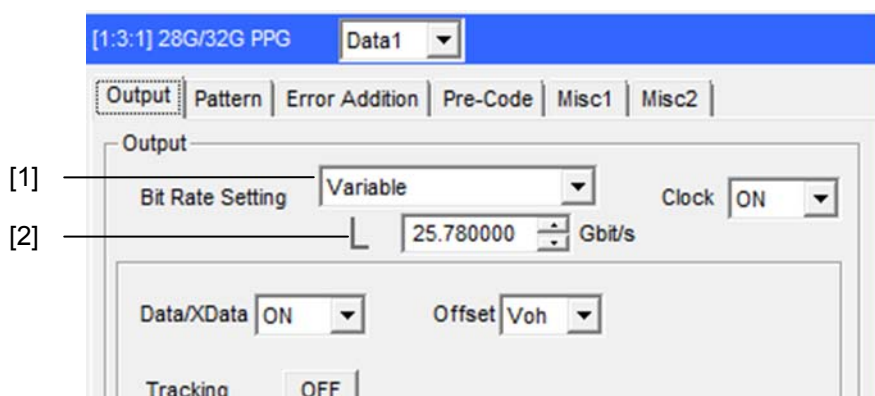 [1:3:1] 28G/32G PPG Data1
Output Pattern Error Addition Pre-Code Misc1 Misc2
Output
[1] Bit Rate Setting Variable Clock ON
[2] 25.780000 Gbit/s
Data/XData ON Offset Voh
Tracking OFF